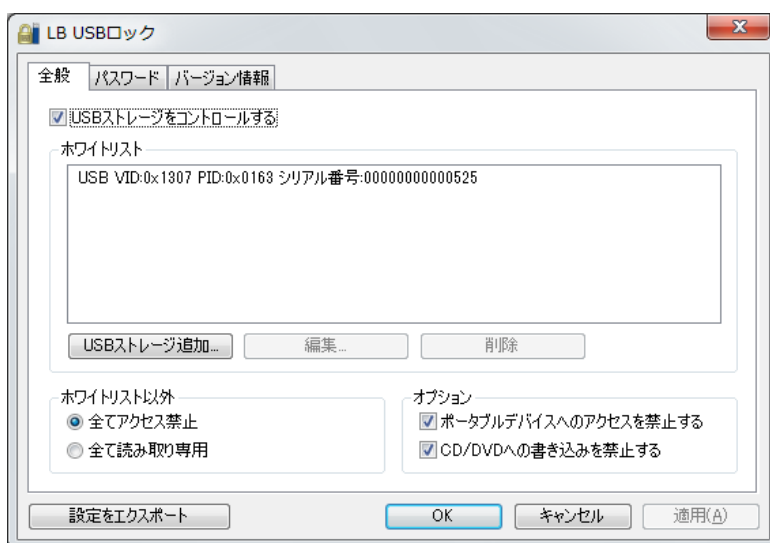 LB USBロック
全般 パスワード バージョン情報
USBストレージをコントロールする
ホワイトリスト
USB VID:0x1307 PID:0x0163 シリアル番号:00000000000525
USBストレージ追加... 編集... 削除
ホワイトリスト以外
全てアクセス禁止
全て読み取り専用
オプション
ポータブルデバイスへのアクセスを禁止する
CD/DVDへの書き込みを禁止する
設定をエクスポート OK キャンセル 適用(A)